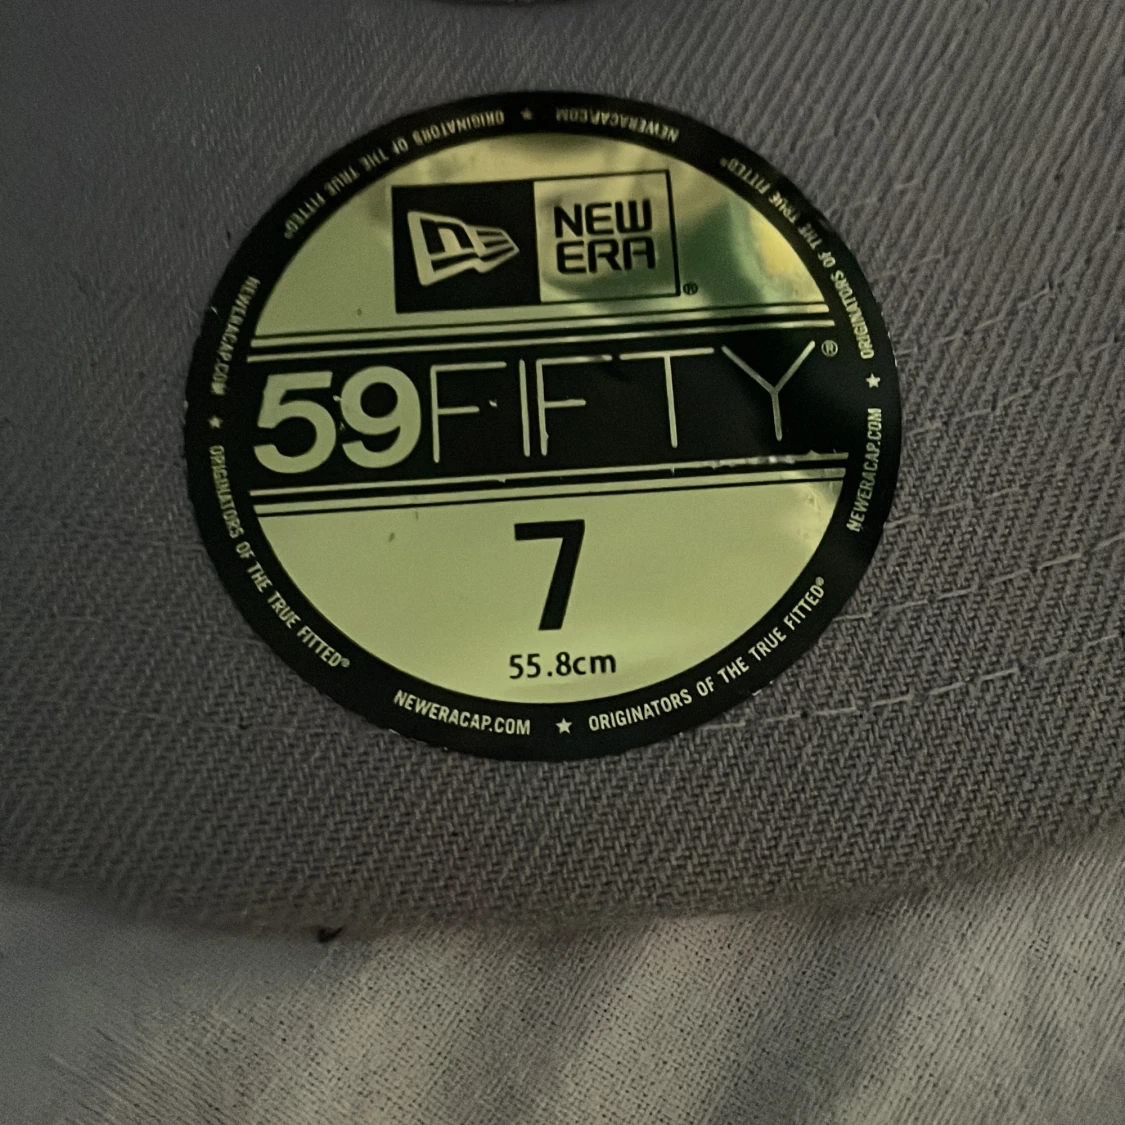 NEW
ERA
®
59FIFTY®
7
55.8cm
NEWERACAP.COM ★ ORIGINATORS OF THE TRUE FITTED®
NEWERACAP.COM ★ ORIGINATORS OF THE TRUE FITTED®
NEWERACAP.COM ★ ORIGINATORS OF THE TRUE FITTED®
NEWERACAP.COM ★ ORIGINATORS OF THE TRUE FITTED®